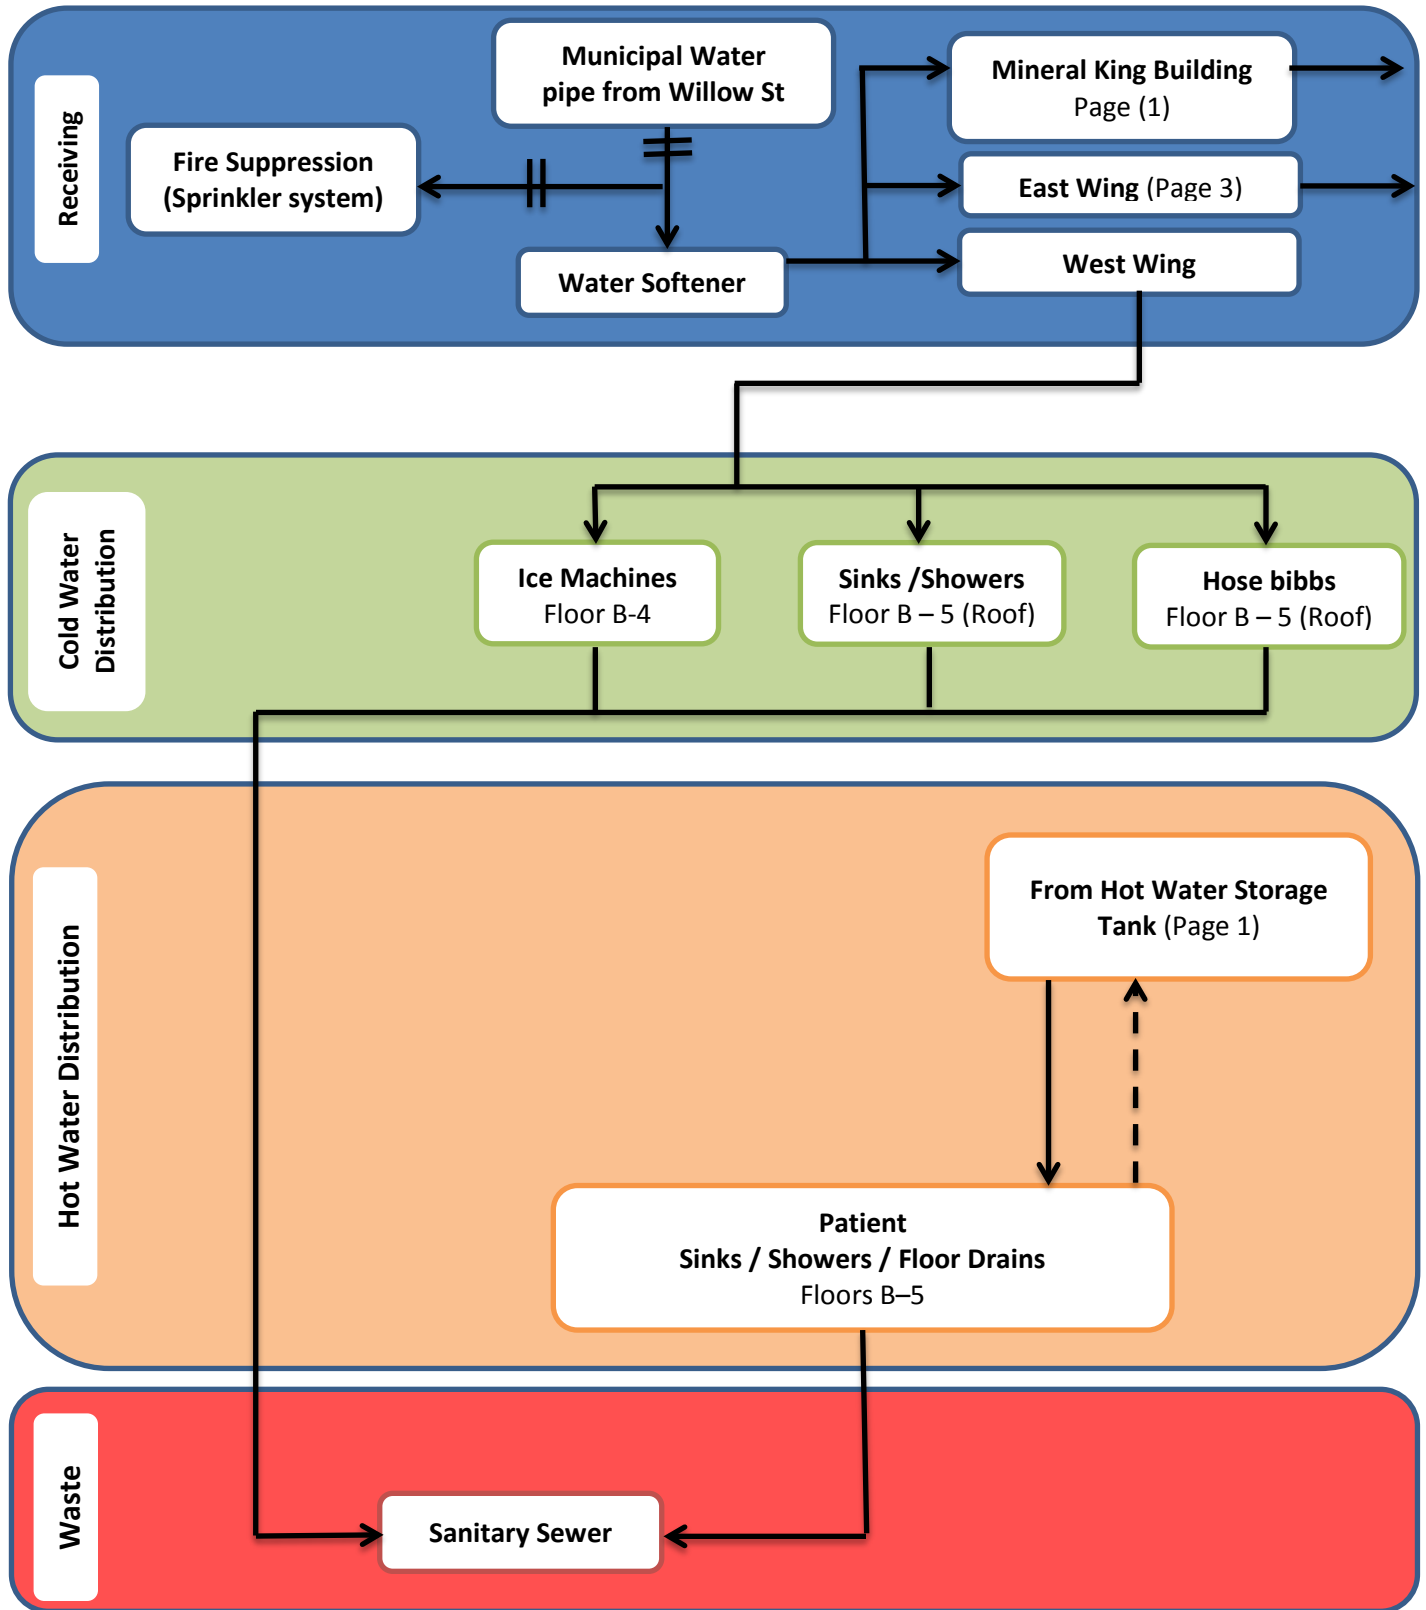 Receiving
Municipal Water
pipe from Willow St
Fire Suppression
(Sprinkler system)
Water Softener
Mineral King Building
Page (1)
East Wing (Page 3)
West Wing
Cold Water
Distribution
Ice Machines
Floor B-4
Sinks /Showers
Floor B – 5 (Roof)
Hose bibbs
Floor B – 5 (Roof)
Hot Water Distribution
From Hot Water Storage
Tank (Page 1)
Patient
Sinks / Showers / Floor Drains
Floors B–5
Waste
Sanitary Sewer